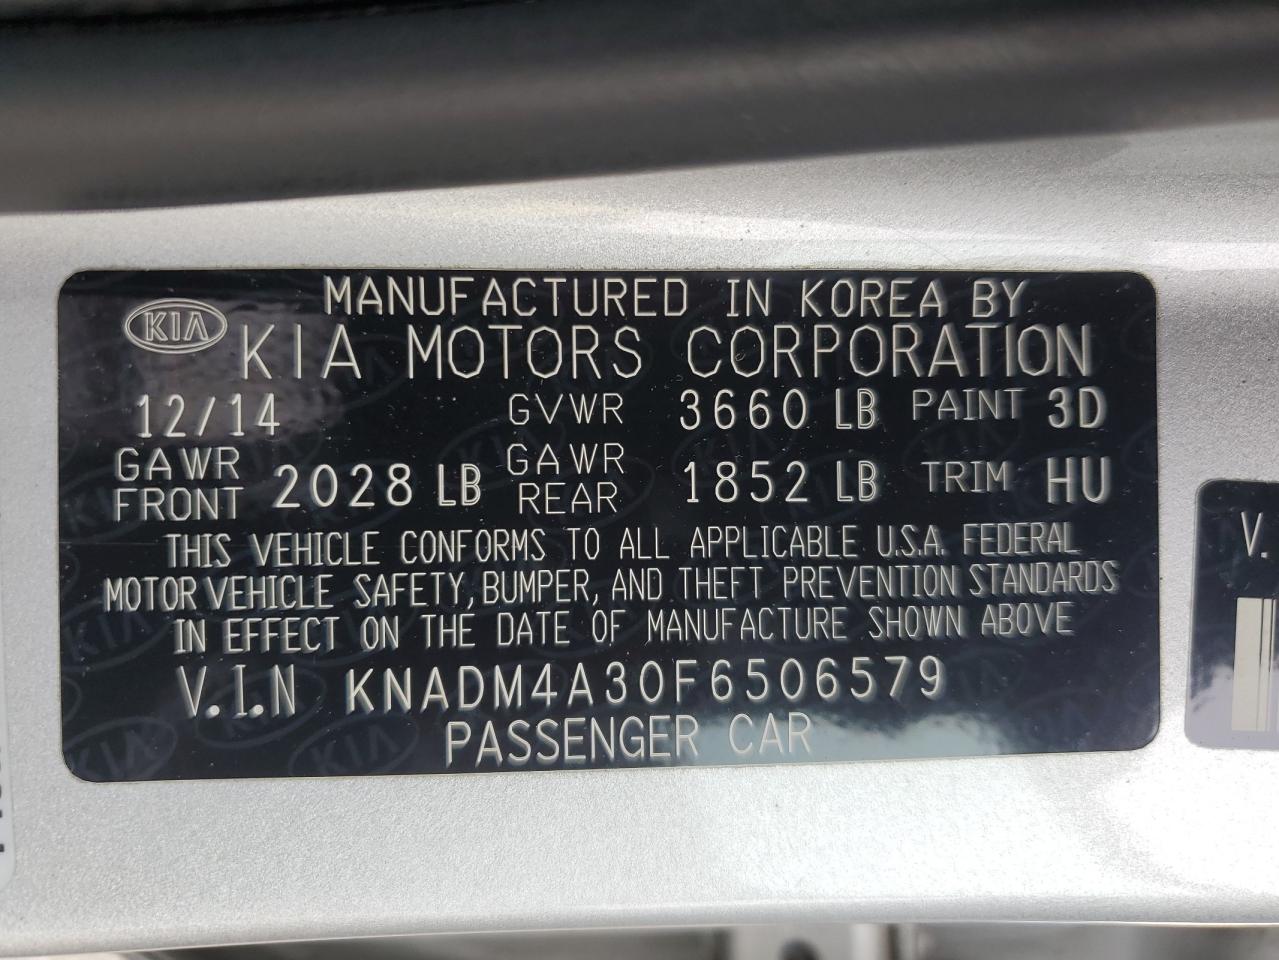 MANUFACTURED IN KOREA BY
KIA KIA MOTORS CORPORATION
12/14 GVWR 3660 LB PAINT 3D
GAWR FRONT 2028 LB GAWR REAR 1852 LB TRIM HU
THIS VEHICLE CONFORMS TO ALL APPLICABLE U.S.A. FEDERAL
MOTOR VEHICLE SAFETY, BUMPER, AND THEFT PREVENTION STANDARDS
IN EFFECT ON THE DATE OF MANUFACTURE SHOWN ABOVE
V.I.N KNADM4A30F6506579
PASSENGER CAR
V.